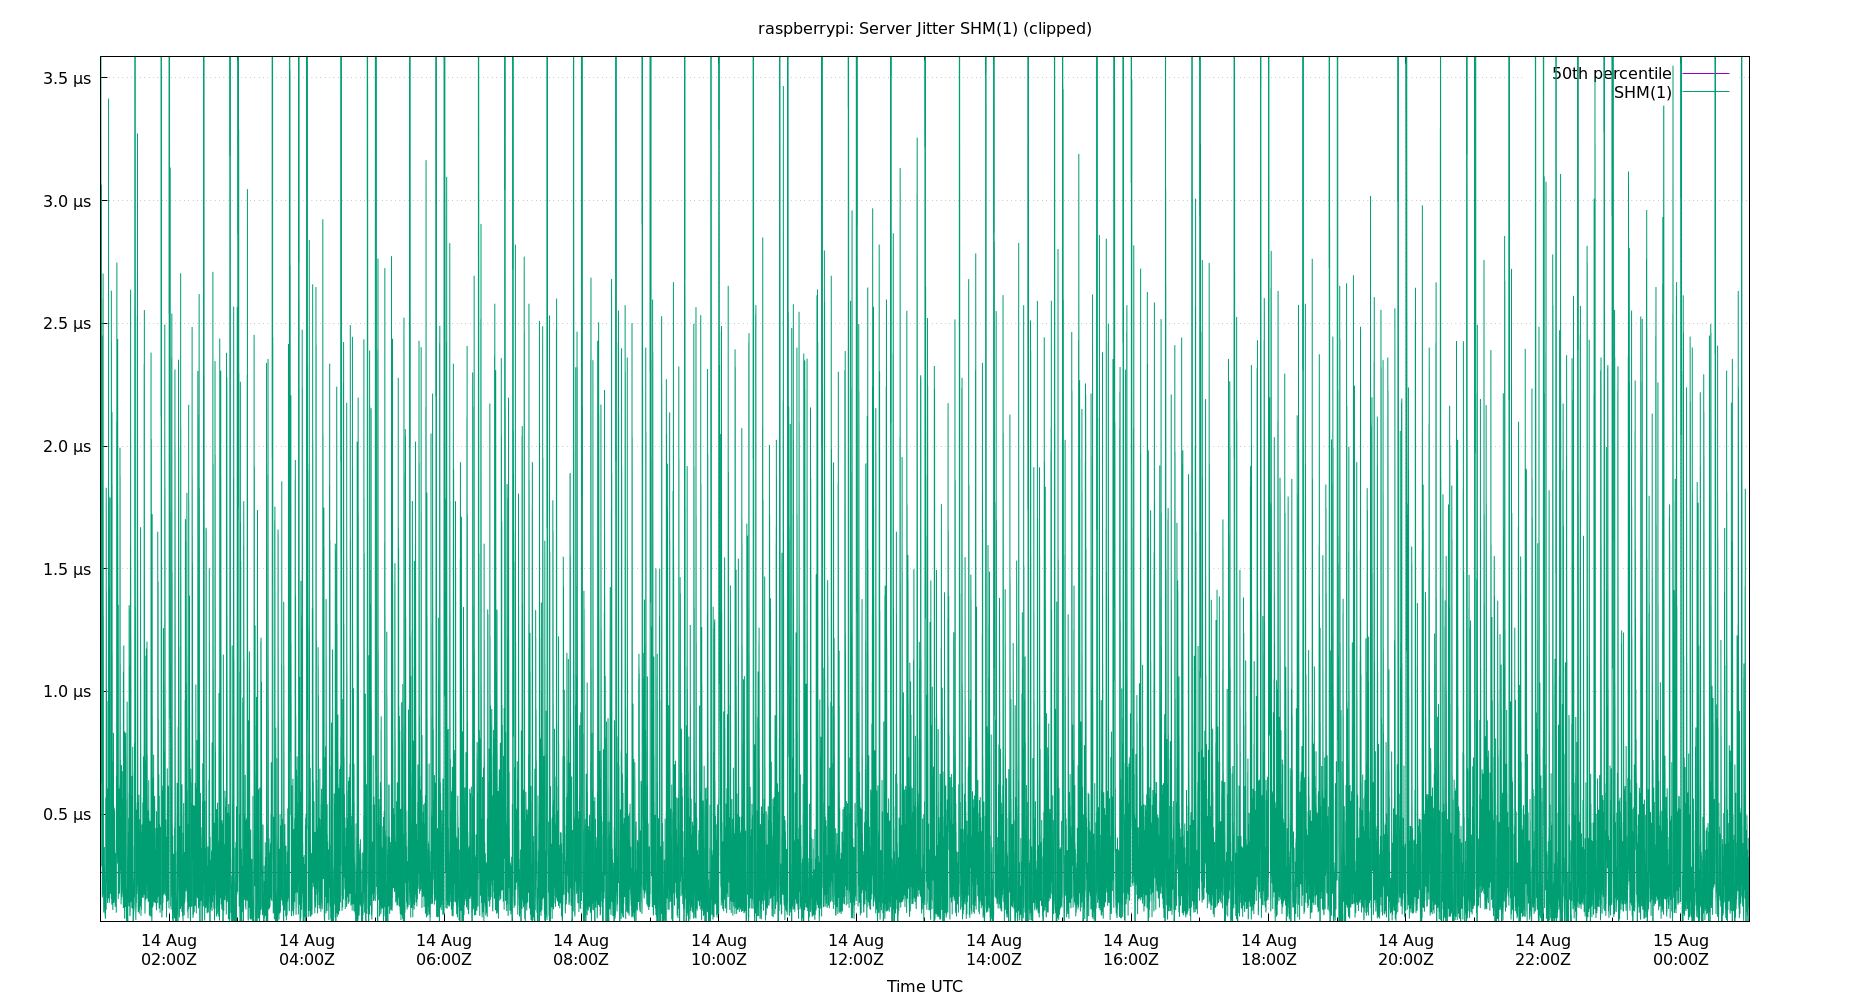 raspberrypi: Server Jitter SHM(1) (clipped)
50th percentile
SHM(1)
3.5 µs
3.0 µs
2.5 µs
2.0 µs
1.5 µs
1.0 µs
0.5 µs
14 Aug 14 Aug 14 Aug 14 Aug 14 Aug 14 Aug 14 Aug 14 Aug 14 Aug 14 Aug 14 Aug 15 Aug
02:00Z 04:00Z 06:00Z 08:00Z 10:00Z 12:00Z 14:00Z 16:00Z 18:00Z 20:00Z 22:00Z 00:00Z
Time UTC